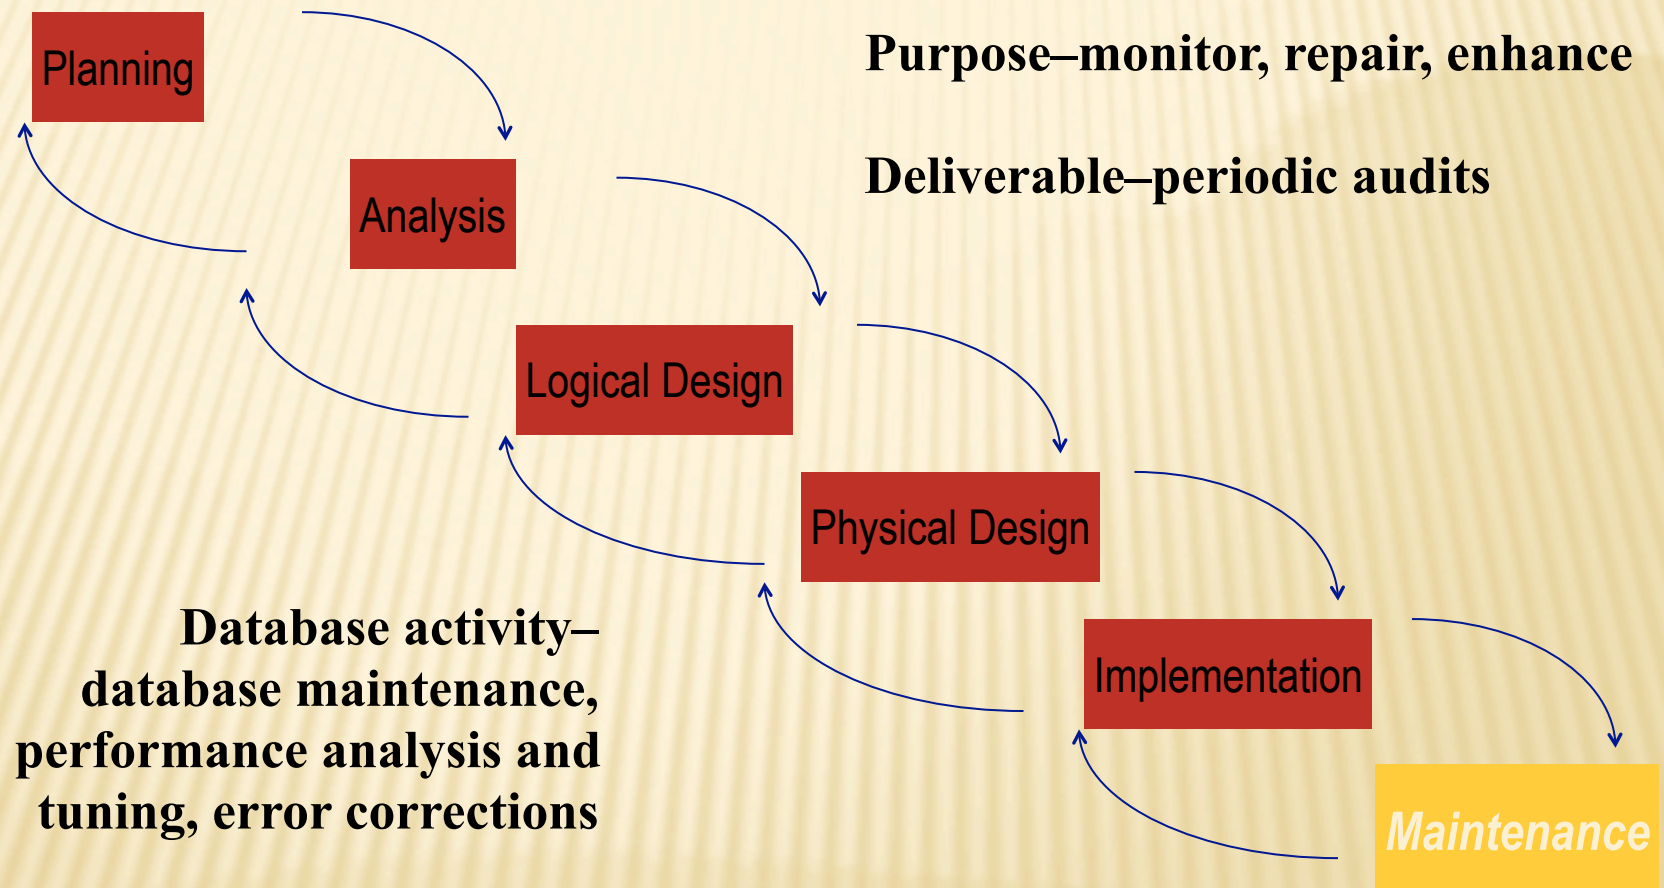 Planning
Purpose–monitor, repair, enhance
Deliverable–periodic audits
Analysis
Logical Design
Physical Design
Database activity–
database maintenance,
performance analysis and
tuning, error corrections
Implementation
Maintenance